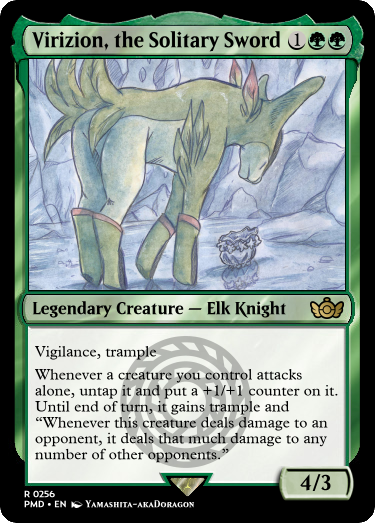 Virizion, the Solitary Sword 1
Legendary Creature — Elk Knight
Vigilance, trample
Whenever a creature you control attacks
alone, untap it and put a +1/+1 counter on it.
Until end of turn, it gains trample and
“Whenever this creature deals damage to an
opponent, it deals that much damage to any
number of other opponents.”
4/3
R 0256
PMD • EN Yamashita-akaDoragon